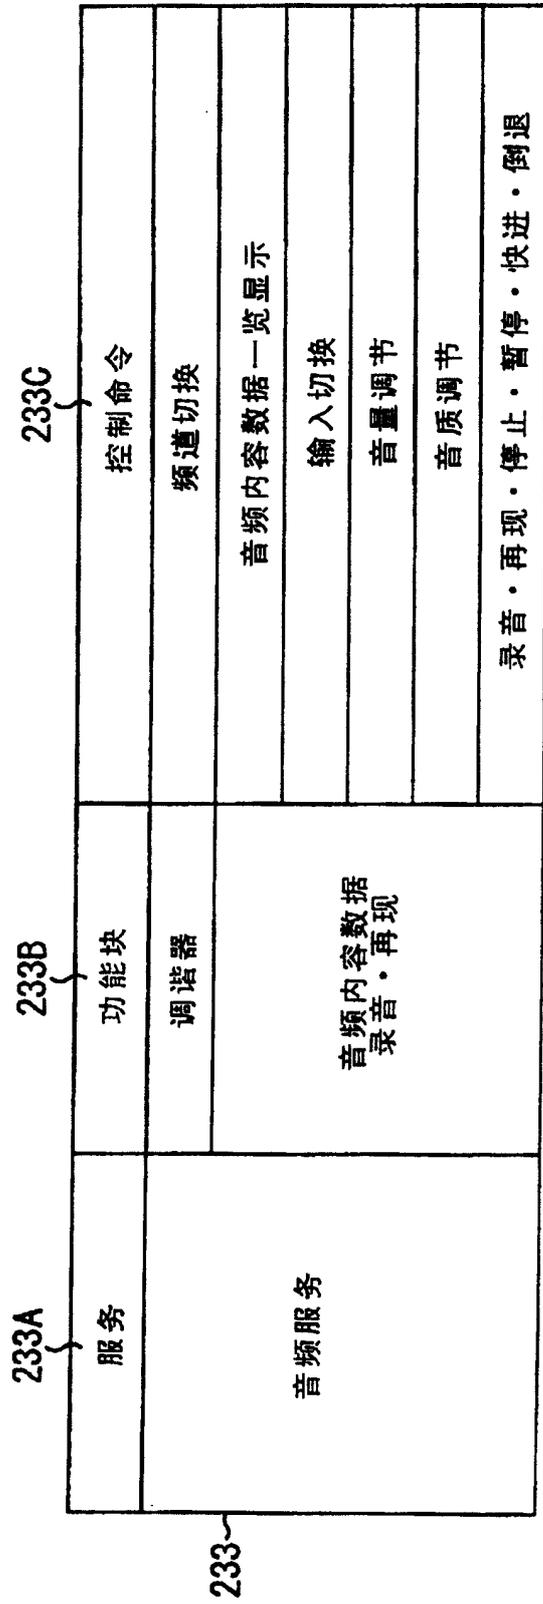 233A
233B
233C
服务
功能块
控制命令
音频服务
调谐器
频道切换
音频内容数据
录音・再现
音频内容数据一览显示
输入切换
音量调节
音质调节
录音・再现・停止・暂停・快进・倒退
233